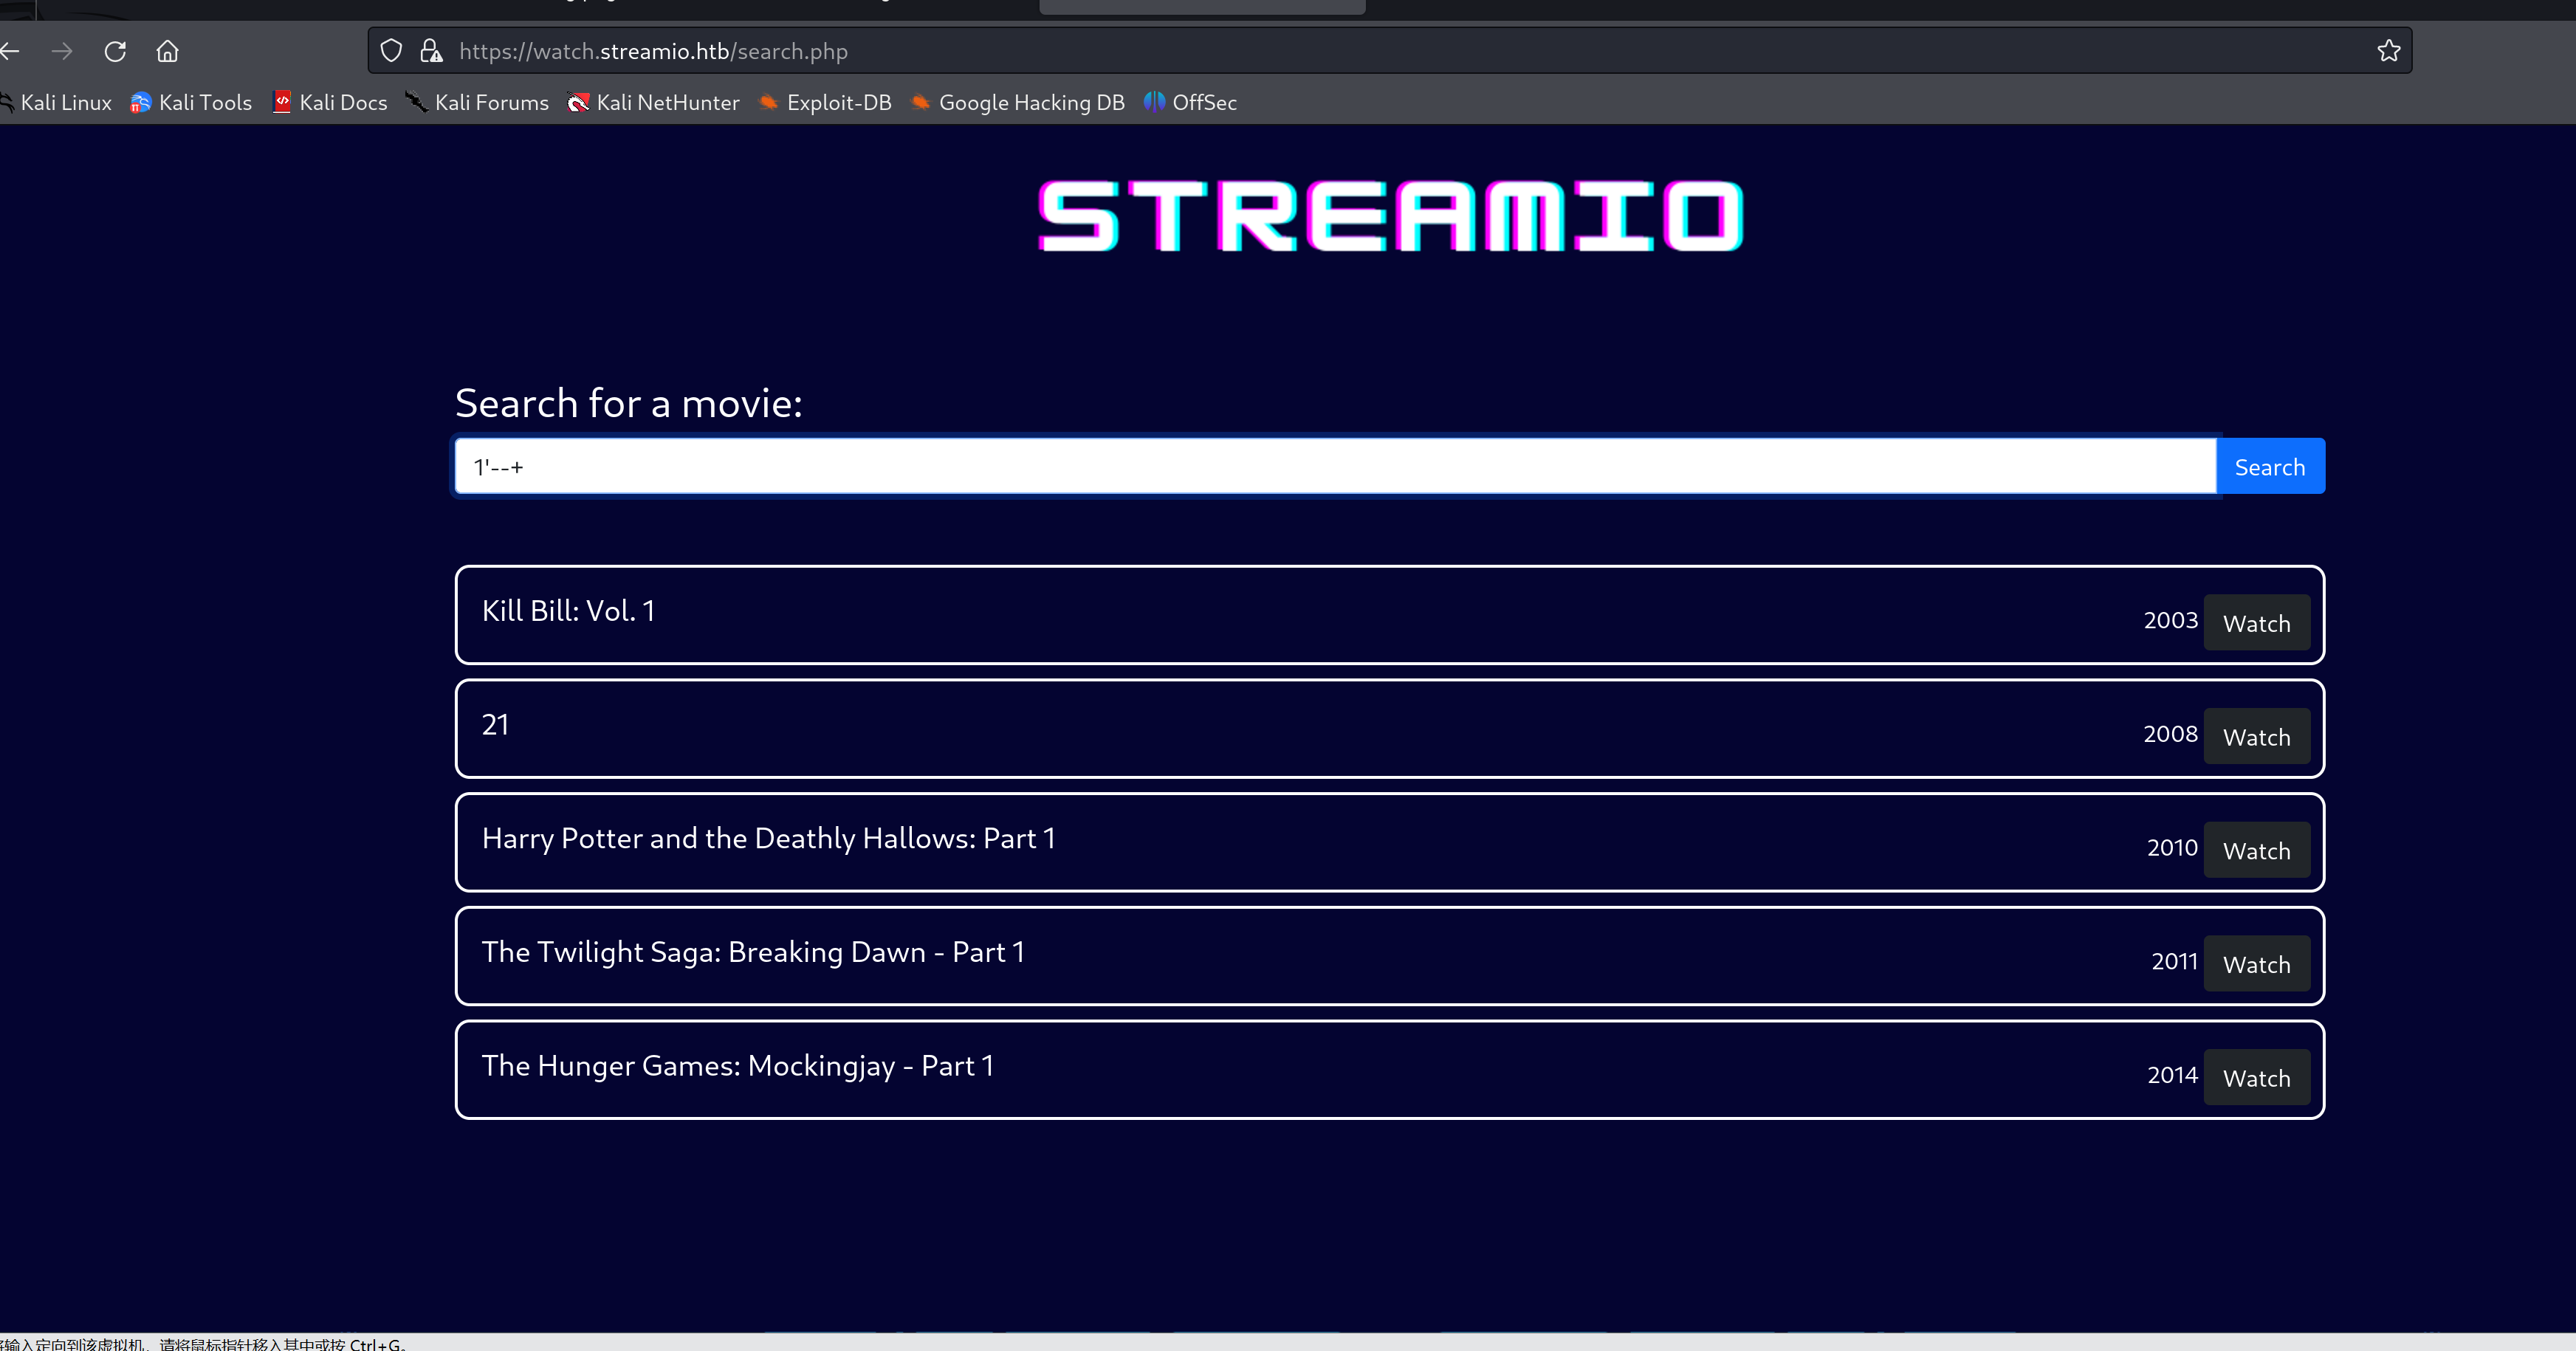 https://watch.streamio.htb/search.php
Kali Linux Kali Tools Kali Docs Kali Forums Kali NetHunter Exploit-DB Google Hacking DB OffSec
STREAMIO
Search for a movie:
1'--+ Search
Kill Bill: Vol. 1 2003 Watch
21 2008 Watch
Harry Potter and the Deathly Hallows: Part 1 2010 Watch
The Twilight Saga: Breaking Dawn - Part 1 2011 Watch
The Hunger Games: Mockingjay - Part 1 2014 Watch
输入定向到该虚拟机，请将鼠标指针移入其中或按 Ctrl+G。